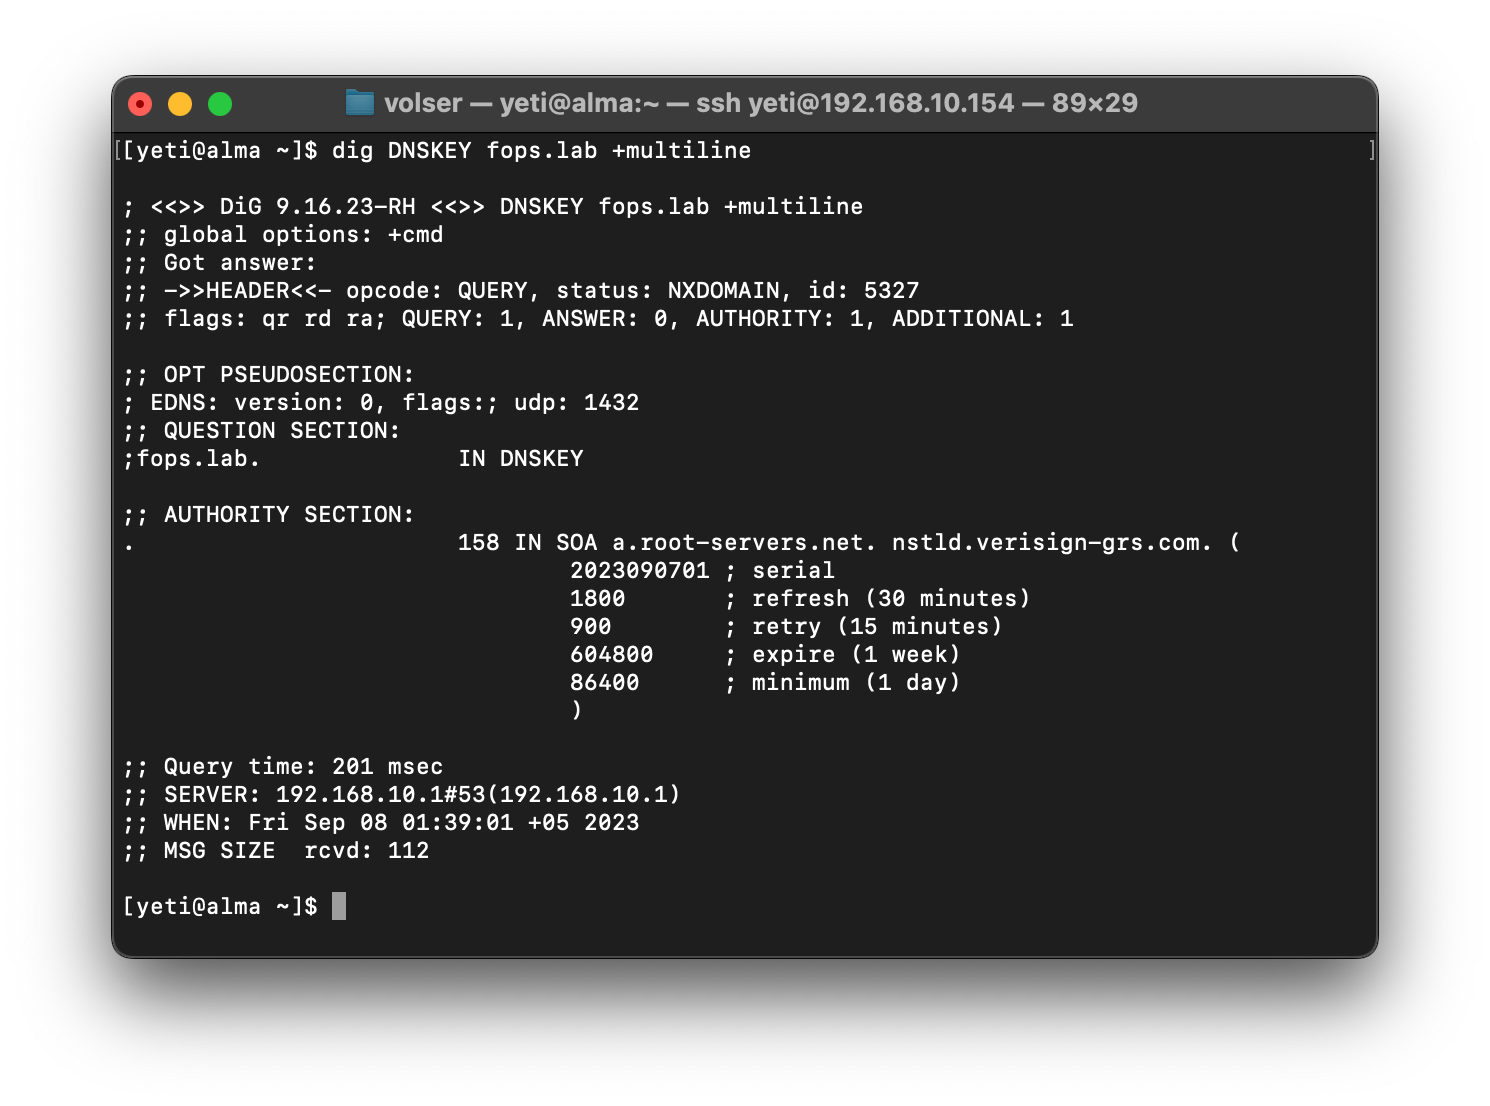 volser — yeti@alma:~ — ssh yeti@192.168.10.154 — 89×29
[[yeti@alma ~]$ dig DNSKEY fops.lab +multiline ]
; <<>> DiG 9.16.23-RH <<>> DNSKEY fops.lab +multiline
;; global options: +cmd
;; Got answer:
;; ->>HEADER<<- opcode: QUERY, status: NXDOMAIN, id: 5327
;; flags: qr rd ra; QUERY: 1, ANSWER: 0, AUTHORITY: 1, ADDITIONAL: 1
;; OPT PSEUDOSECTION:
; EDNS: version: 0, flags:; udp: 1432
;; QUESTION SECTION:
;fops.lab. IN DNSKEY
;; AUTHORITY SECTION:
. 158 IN SOA a.root-servers.net. nstld.verisign-grs.com. (
2023090701 ; serial
1800 ; refresh (30 minutes)
900 ; retry (15 minutes)
604800 ; expire (1 week)
86400 ; minimum (1 day)
)
;; Query time: 201 msec
;; SERVER: 192.168.10.1#53(192.168.10.1)
;; WHEN: Fri Sep 08 01:39:01 +05 2023
;; MSG SIZE  rcvd: 112
[yeti@alma ~]$